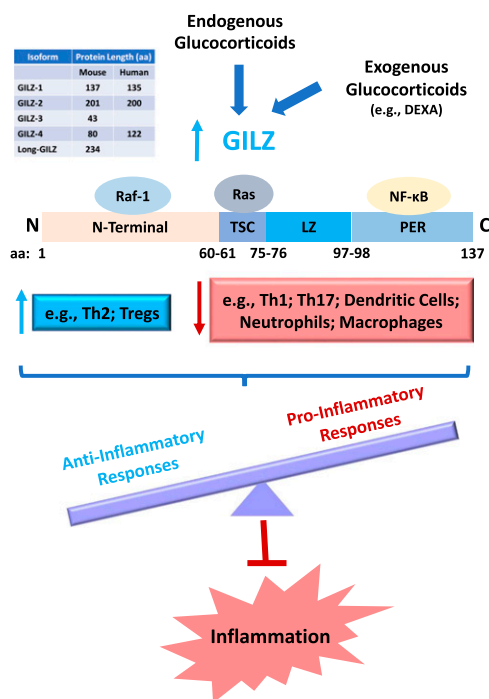 Endogenous
Glucocorticoids
Exogenous
Glucocorticoids
(e.g., DEXA)
Isoform Protein Length (aa)
Mouse Human
GILZ-1 137 135
GILZ-2 201 200
GILZ-3 43
GILZ-4 80 122
Long-GILZ 234
GILZ
Raf-1 Ras NF-κB
N N-Terminal TSC LZ PER C
aa: 1 60-61 75-76 97-98 137
e.g., Th2; Tregs
e.g., Th1; Th17; Dendritic Cells;
Neutrophils; Macrophages
Anti-Inflammatory
Responses
Pro-Inflammatory
Responses
Inflammation